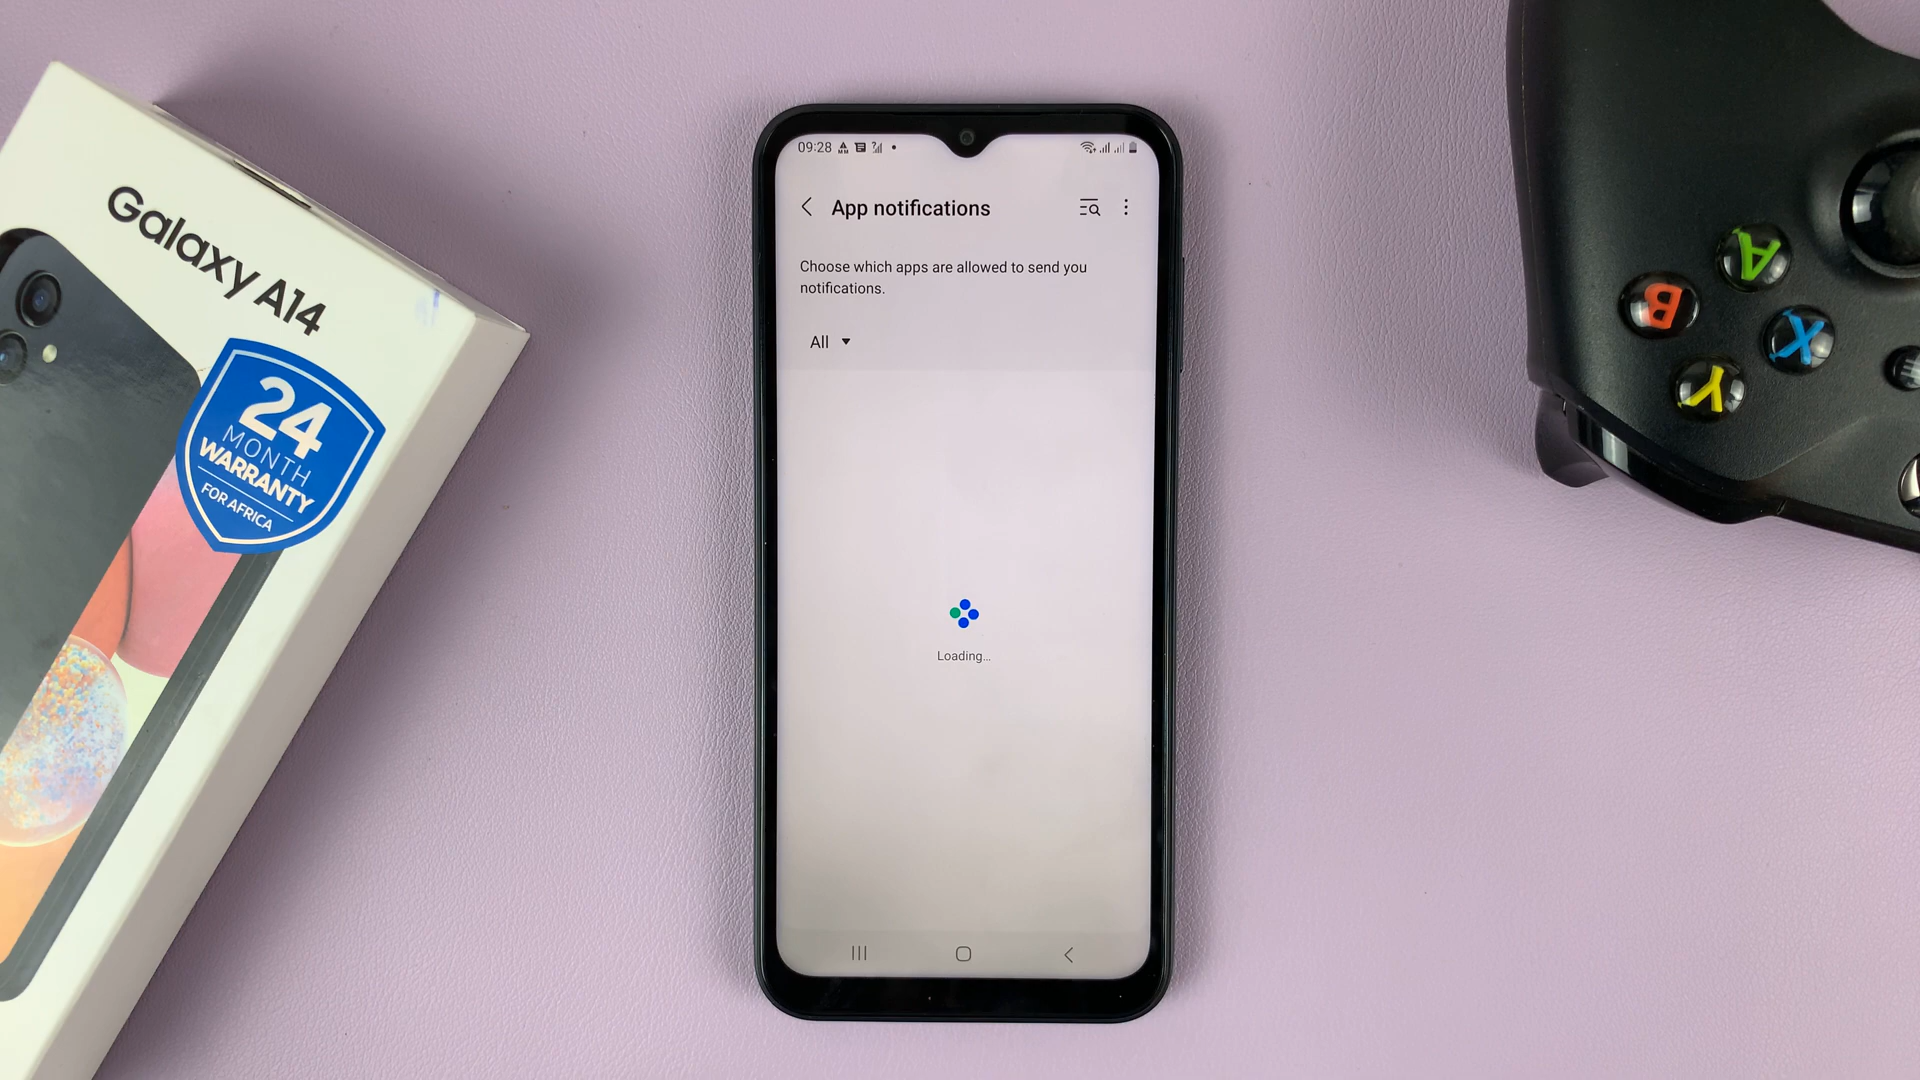 Galaxy A14
24
MONTH
WARRANTY
FOR AFRICA
09:28
App notifications
Choose which apps are allowed to send you
notifications.
All
Loading...
A
B
X
Y